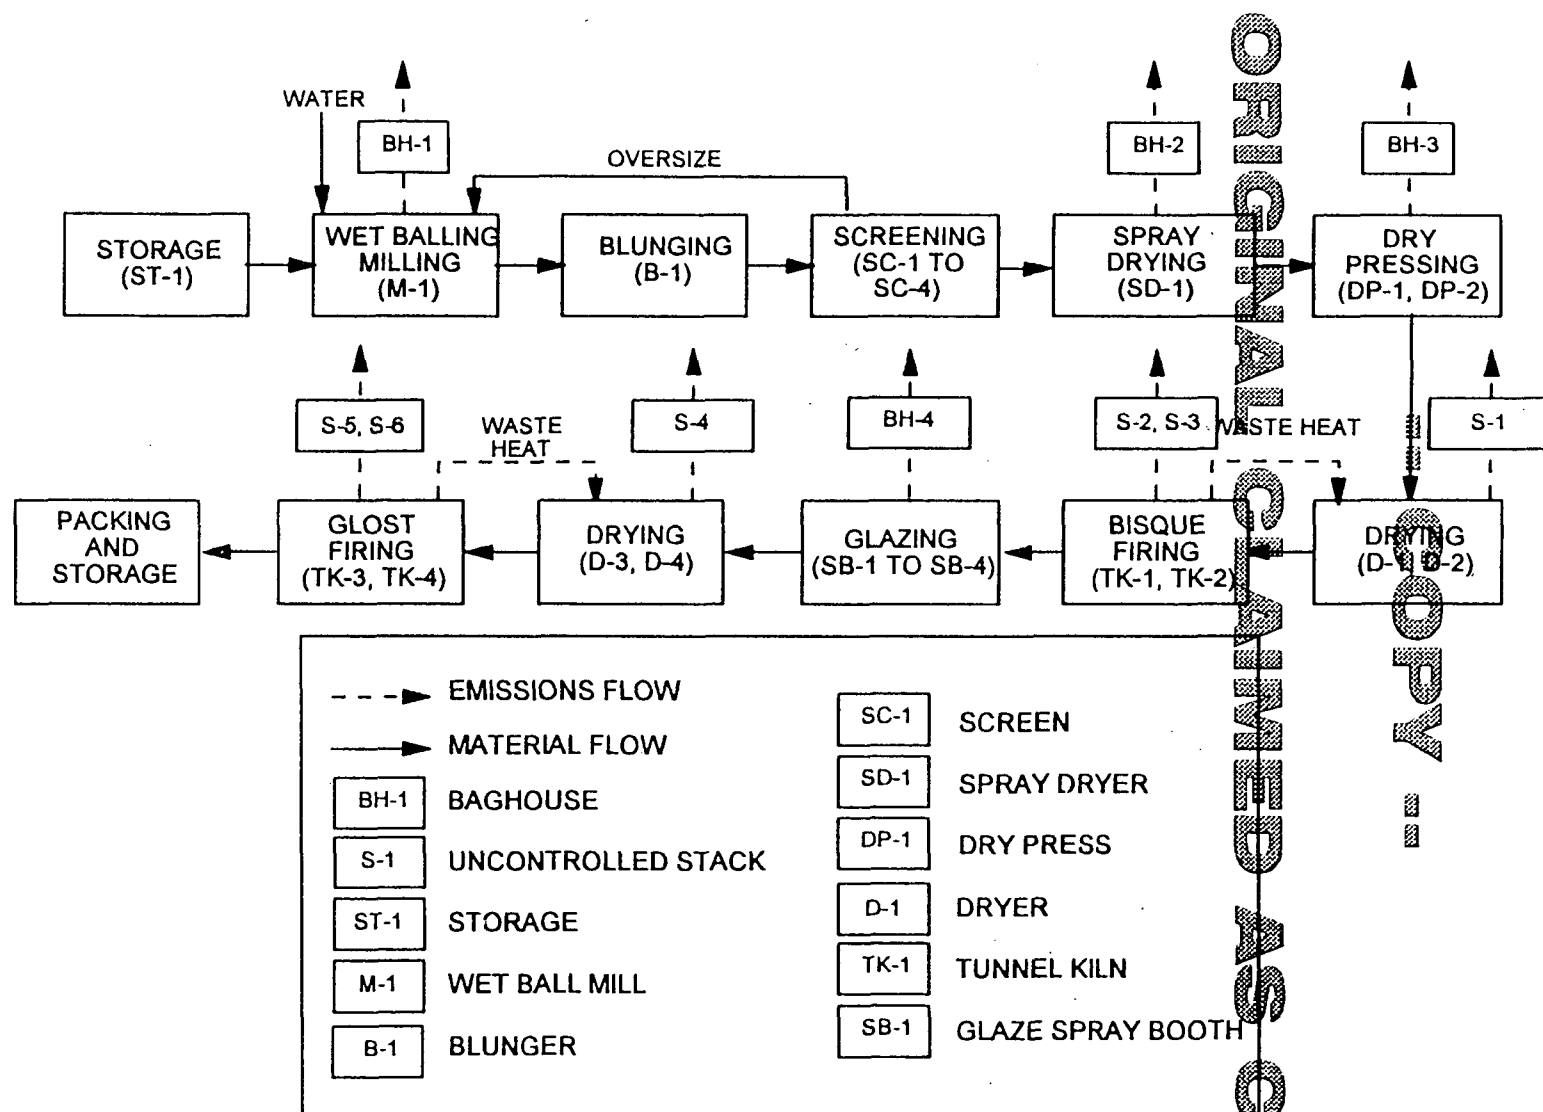 WATER
BH-1
OVERSIZE
BH-2
BH-3
STORAGE
(ST-1)
WET BALLING
MILLING
(M-1)
BLUNGING
(B-1)
SCREENING
(SC-1 TO
SC-4)
SPRAY
DRYING
(SD-1)
DRY
PRESSING
(DP-1, DP-2)
S-5, S-6
WASTE
HEAT
S-4
BH-4
S-2, S-3
WASTE HEAT
S-1
PACKING
AND
STORAGE
GLOST
FIRING
(TK-3, TK-4)
DRYING
(D-3, D-4)
GLAZING
(SB-1 TO SB-4)
BISQUE
FIRING
(TK-1, TK-2)
DRYING
(D-1, D-2)
EMISSIONS FLOW
MATERIAL FLOW
BH-1 BAGHOUSE
S-1 UNCONTROLLED STACK
ST-1 STORAGE
M-1 WET BALL MILL
B-1 BLUNGER
SC-1 SCREEN
SD-1 SPRAY DRYER
DP-1 DRY PRESS
D-1 DRYER
TK-1 TUNNEL KILN
SB-1 GLAZE SPRAY BOOTH
ORIGINAL CLAIMED AS C
-- COPY --